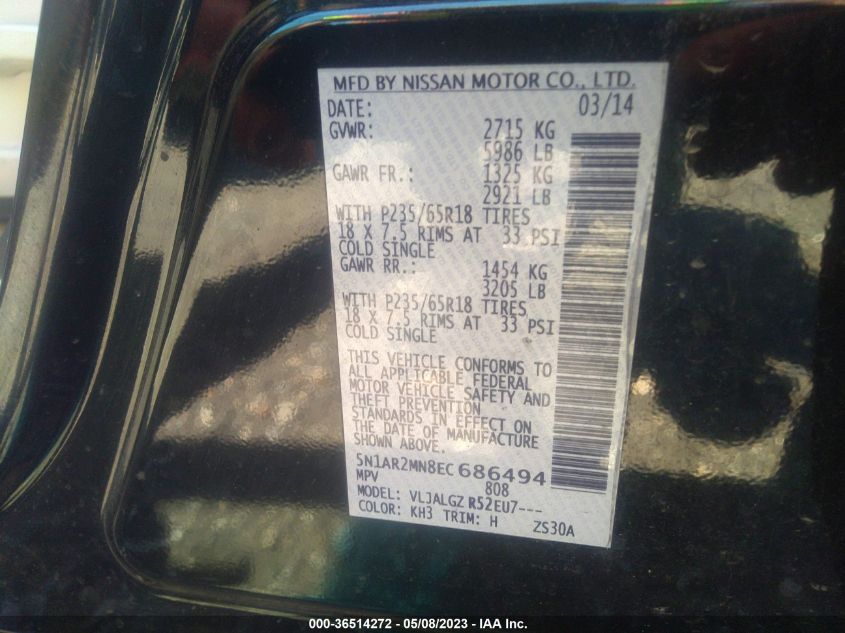 MFD BY NISSAN MOTOR CO., LTD.
DATE: 03/14
GVWR: 2715 KG
5986 LB
GAWR FR.: 1325 KG
2921 LB
WITH P235/65R18 TIRES
18 X 7.5 RIMS AT 33 PSI
COLD SINGLE
GAWR RR.: 1454 KG
3205 LB
WITH P235/65R18 TIRES
18 X 7.5 RIMS AT 33 PSI
COLD SINGLE
THIS VEHICLE CONFORMS TO
ALL APPLICABLE FEDERAL
MOTOR VEHICLE SAFETY AND
THEFT PREVENTION
STANDARDS IN EFFECT ON
THE DATE OF MANUFACTURE
SHOWN ABOVE.
5N1AR2MN8EC686494
MPV 808
MODEL: VLJALGZ R52EU7---
COLOR: KH3 TRIM: H ZS30A
000-36514272 - 05/08/2023 - IAA Inc.